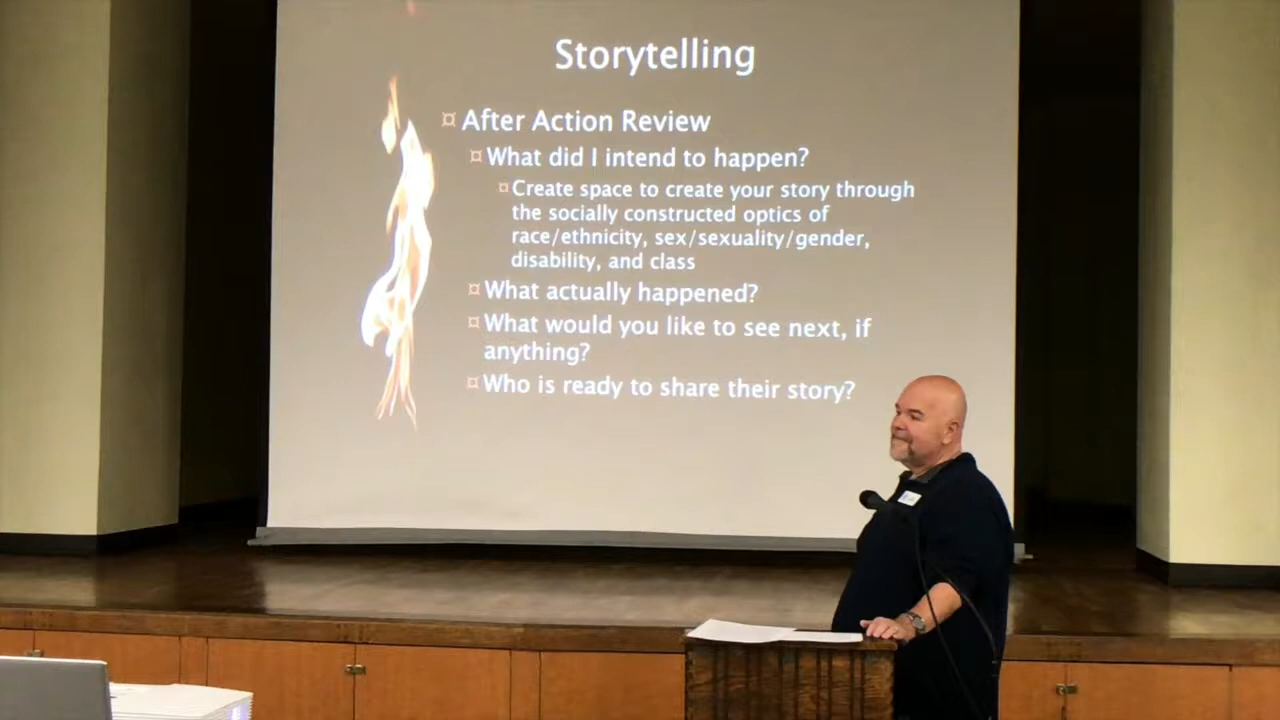 Storytelling
¤ After Action Review
¤ What did I intend to happen?
¤ Create space to create your story through
the socially constructed optics of
race/ethnicity, sex/sexuality/gender,
disability, and class
¤ What actually happened?
¤ What would you like to see next, if
anything?
¤ Who is ready to share their story?